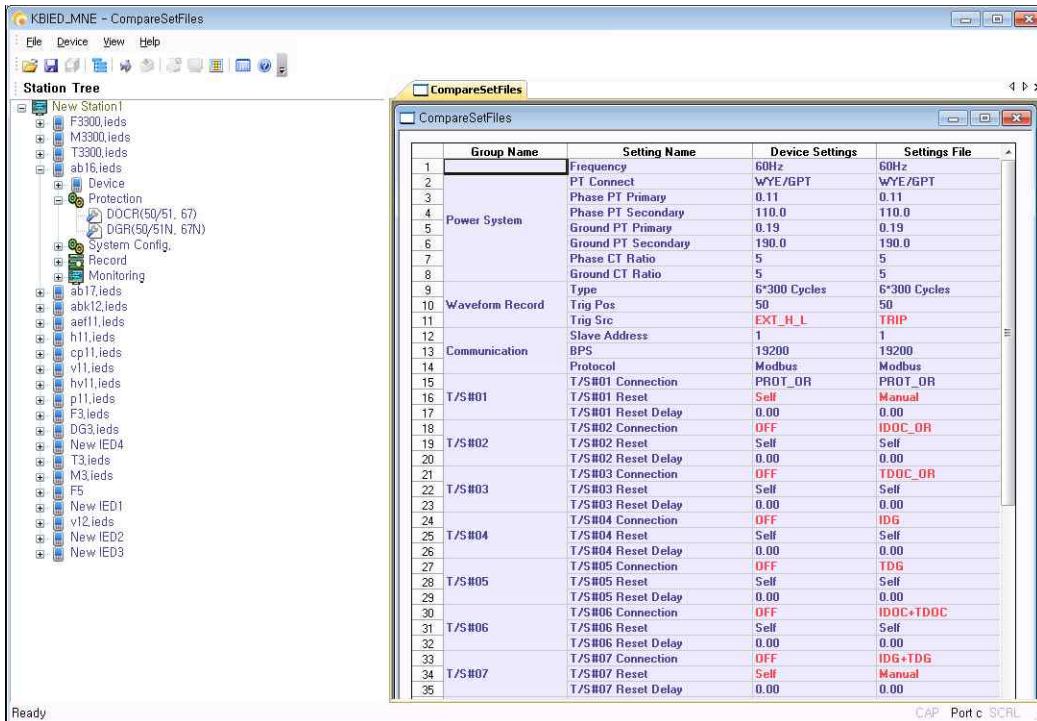 KBIED_MNE - CompareSetFiles
File Device View Help
Station Tree
New Station1
F3300.ieds
M3300.ieds
T3300.ieds
ab16.ieds
Device
Protection
DOCR(50/51, 67)
DGR(50/51N, 67N)
System Config.
Record
Monitoring
ab17.ieds
abk12.ieds
aef11.ieds
h11.ieds
cp11.ieds
v11.ieds
hv11.ieds
p11.ieds
F3.ieds
DG3.ieds
New IED4
T3.ieds
M3.ieds
F5
New IED1
v12.ieds
New IED2
New IED3
CompareSetFiles
CompareSetFiles
Group Name Setting Name Device Settings Settings File
1 Frequency 60Hz 60Hz
2 PT Connect WYE/GPT WYE/GPT
3 Phase PT Primary 0.11 0.11
4 Phase PT Secondary 110.0 110.0
Power System
5 Ground PT Primary 0.19 0.19
6 Ground PT Secondary 190.0 190.0
7 Phase CT Ratio 5 5
8 Ground CT Ratio 5 5
9 Type 6*300 Cycles 6*300 Cycles
10 Waveform Record Trig Pos 50 50
11 Trig Src EXT_H_L TRIP
12 Slave Address 1 1
13 Communication BPS 19200 19200
14 Protocol Modbus Modbus
15 T/S#01 Connection PROT_OR PROT_OR
16 T/S#01 T/S#01 Reset Self Manual
17 T/S#01 Reset Delay 0.00 0.00
18 T/S#02 Connection OFF IDOC_OR
19 T/S#02 T/S#02 Reset Self Self
20 T/S#02 Reset Delay 0.00 0.00
21 T/S#03 Connection OFF TDOC_OR
22 T/S#03 T/S#03 Reset Self Self
23 T/S#03 Reset Delay 0.00 0.00
24 T/S#04 Connection OFF IDG
25 T/S#04 T/S#04 Reset Self Self
26 T/S#04 Reset Delay 0.00 0.00
27 T/S#05 Connection OFF TDG
28 T/S#05 T/S#05 Reset Self Self
29 T/S#05 Reset Delay 0.00 0.00
30 T/S#06 Connection OFF IDOC+TDOC
31 T/S#06 T/S#06 Reset Self Self
32 T/S#06 Reset Delay 0.00 0.00
33 T/S#07 Connection OFF IDG+TDG
34 T/S#07 T/S#07 Reset Self Manual
35 T/S#07 Reset Delay 0.00 0.00
Ready CAP Port c SCRL